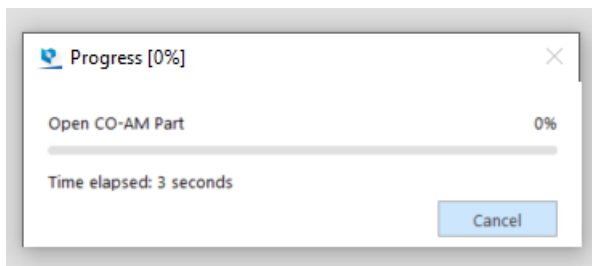 Progress [0%]
Open CO-AM Part 0%
Time elapsed: 3 seconds
Cancel